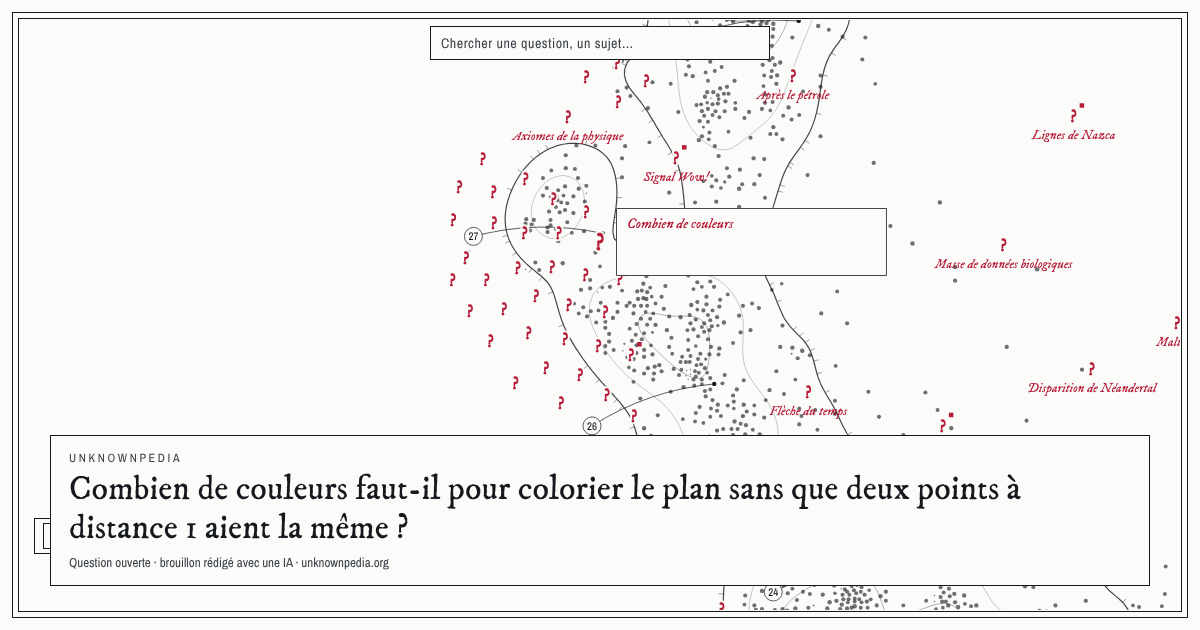 Chercher une question, un sujet...
Après le pétrole
Axiomes de la physique
Lignes de Nazca
Signal Wow!
Combien de couleurs
27
Masse de données biologiques
Disparition de Néandertal
Flèche du temps
26
UNKNOWNPEDIA
Combien de couleurs faut-il pour colorier le plan sans que deux points à
distance 1 aient la même ?
Question ouverte · brouillon rédigé avec une IA · unknownpedia.org
24